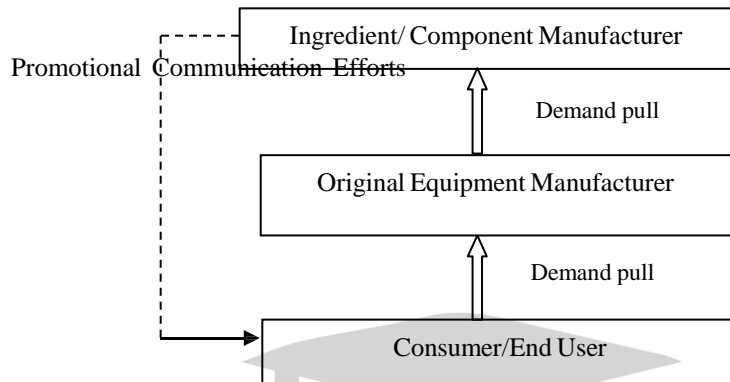 Ingredient/ Component Manufacturer
Promotional Communication Efforts
Demand pull
Original Equipment Manufacturer
Demand pull
Consumer/End User